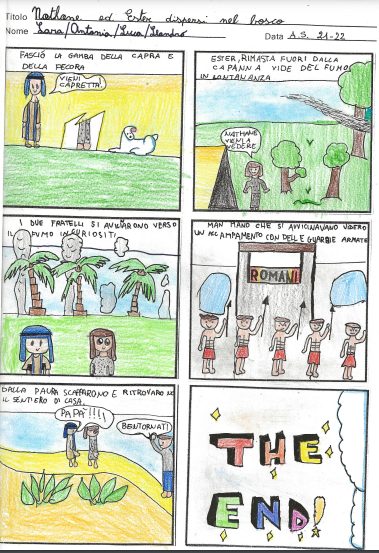 Titolo Nathane ed Ester dispersi nel bosco
Nome Sara/Antonia/Luca/Leandro Data A.S. 21-22
FASCIÒ LA GAMBA DELLA CAPRA E
DELLA PECORA
VIENI
CAPRETTA.
ESTER, RIMASTA FUORI DALLA
CAPANNA VIDE DEL FUMO
IN LONTANANZA
NATHANE
VIENI A
VEDERE
I DUE FRATELLI SI AVVIARONO VERSO
IL FUMO INCURIOSITI
MAN MANO CHE SI AVVICINAVANO VIDERO
UN ACCAMPAMENTO CON DELLE GUARDIE ARMATE
ROMANI
DALLA PAURA SCAPPARONO E RITROVARONO
IL SENTIERO DI CASA.
PAPÀ!!!!
BENTORNATI
THE
END!